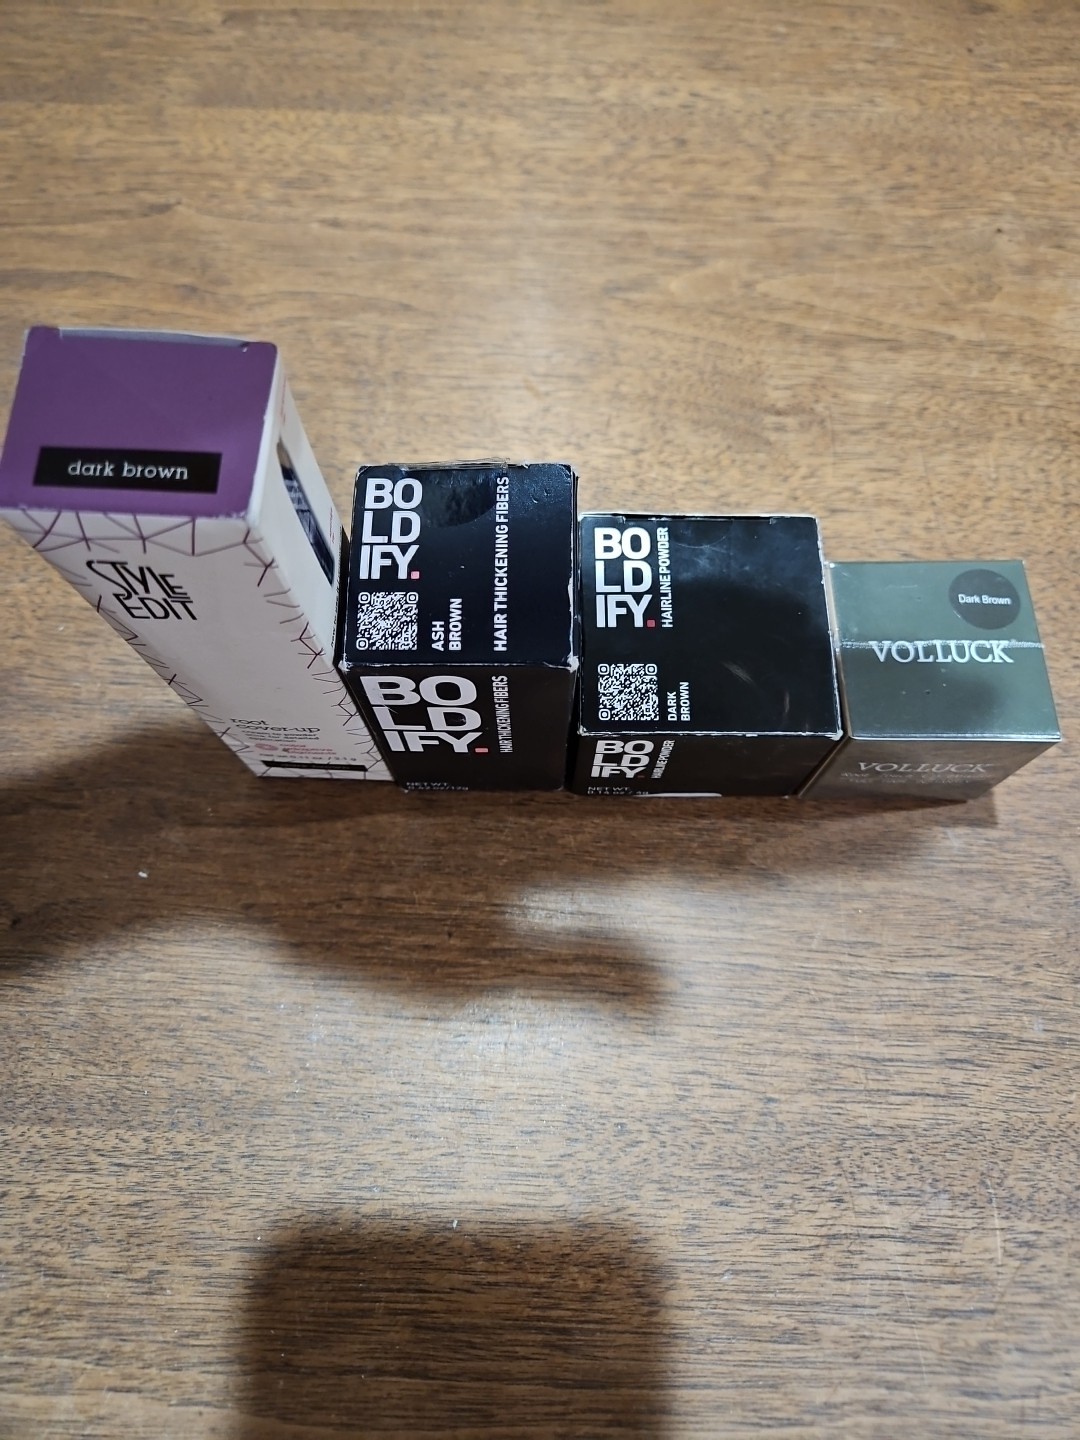 dark brown
STYLE
EDIT
root
cover-up
BO
LD
IFY.
HAIR THICKENING FIBERS
ASH
BROWN
BO
LD
IFY.
HAIR THICKENING FIBERS
NET WT.
BO
LD
IFY.
HAIRLINE POWDER
DARK
BROWN
BO
LD
IFY.
HAIRLINE POWDER
NET WT.
Dark Brown
VOLLUCK
VOLLUCK